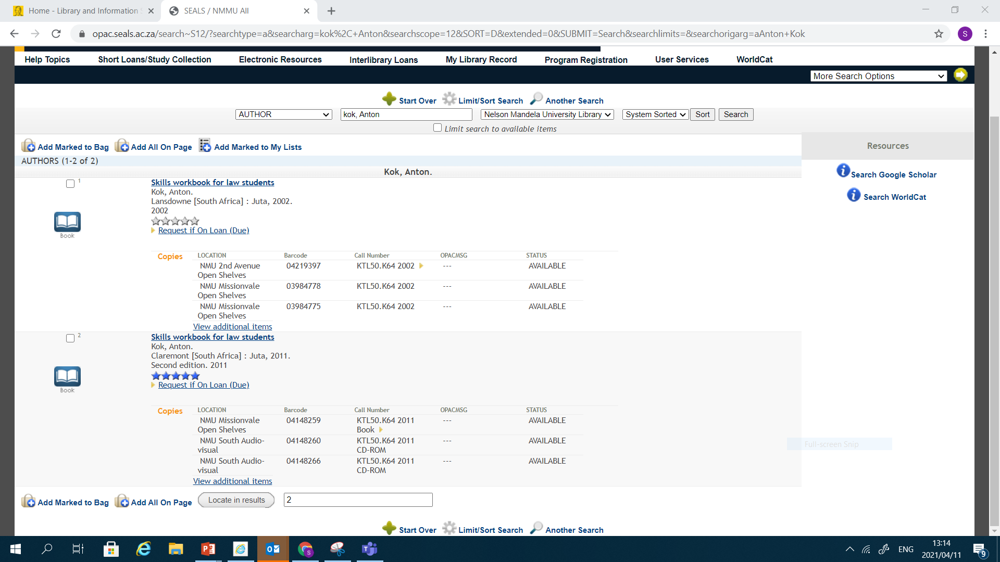 Home - Library and Information S
SEALS / NMMU All
opac.seals.ac.za/search~S12/?searchtype=a&searcharg=kok%2C+Anton&searchscope=12&SORT=D&extended=0&SUBMIT=Search&searchlimits=&searchorigarg=aAnton+Kok
S
Help Topics Short Loans/Study Collection Electronic Resources Interlibrary Loans My Library Record Program Registration User Services WorldCat
More Search Options
Start Over Limit/Sort Search Another Search
AUTHOR kok, Anton Nelson Mandela University Library System Sorted Sort Search
Limit search to available items
Add Marked to Bag Add All On Page Add Marked to My Lists
Resources
AUTHORS (1-2 of 2)
Kok, Anton.
Search Google Scholar
Search WorldCat
1
Skills workbook for law students
Kok, Anton.
Lansdowne [South Africa] : Juta, 2002.
2002
Book
Request if On Loan (Due)
Copies LOCATION Barcode Call Number OPACMSG STATUS
NMU 2nd Avenue 04219397 KTL50.K64 2002 --- AVAILABLE
Open Shelves
NMU Missionvale 03984778 KTL50.K64 2002 --- AVAILABLE
Open Shelves
NMU Missionvale 03984775 KTL50.K64 2002 --- AVAILABLE
Open Shelves
View additional items
2
Skills workbook for law students
Kok, Anton.
Claremont [South Africa] : Juta, 2011.
Second edition. 2011
Book
Request if On Loan (Due)
Copies LOCATION Barcode Call Number OPACMSG STATUS
NMU Missionvale 04148259 KTL50.K64 2011 --- AVAILABLE
Open Shelves Book
NMU South Audio- 04148260 KTL50.K64 2011 --- AVAILABLE
visual CD-ROM
NMU South Audio- 04148266 KTL50.K64 2011 --- AVAILABLE
visual CD-ROM
View additional items
Full-screen Snip
Add Marked to Bag Add All On Page Locate in results 2
Start Over Limit/Sort Search Another Search
ENG
13:14
2021/04/11
9